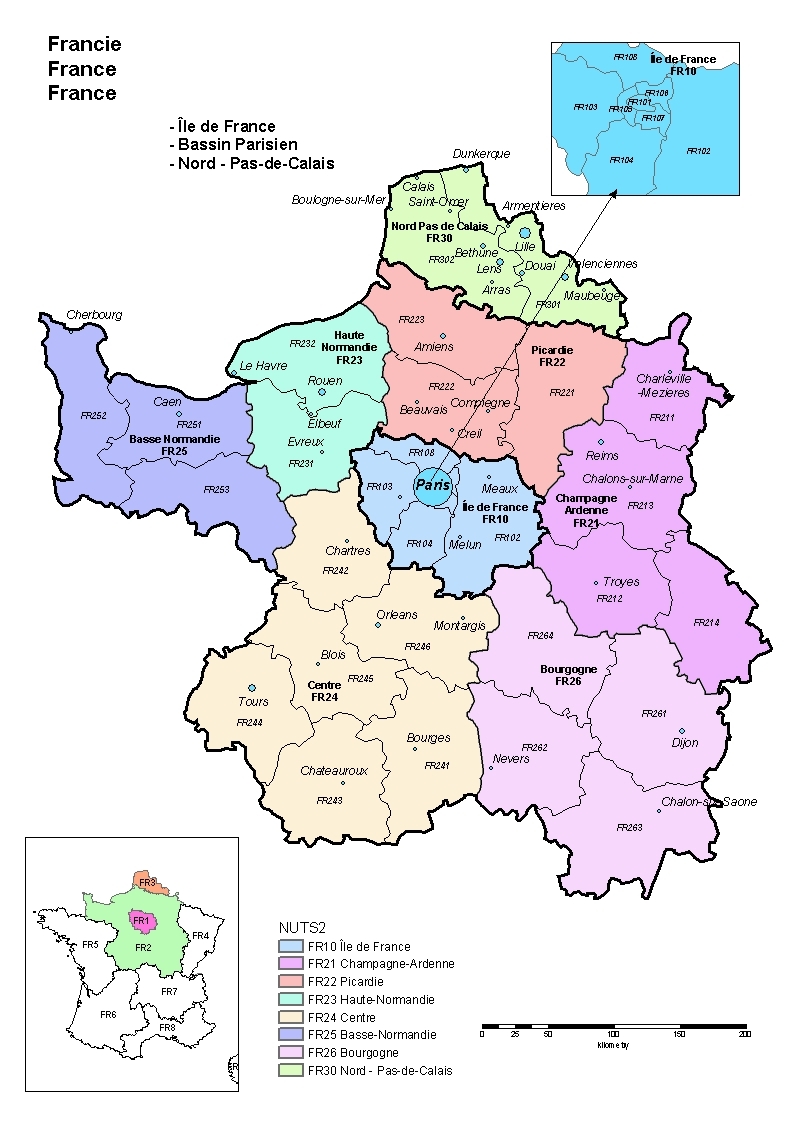 Francie
France
France
- Île de France
- Bassin Parisien
- Nord - Pas-de-Calais
FR108
Île de France
FR10
FR103
FR106
FR101
FR105
FR107
FR104
FR102
Dunkerque
Calais
Boulogne-sur-Mer
Saint-Omer
Armentieres
Nord Pas de Calais
FR30
Lille
Bethune
FR302
Lens
Douai
Valenciennes
Arras
FR301
Maubeuge
Cherbourg
FR223
Amiens
FR232
Haute
Normandie
FR23
Picardie
FR22
Le Havre
Rouen
FR222
FR221
Charleville
-Mezieres
FR211
Caen
FR252
FR251
Basse Normandie
FR25
Elbeuf
Beauvais
Compiegne
Creil
Evreux
FR231
FR108
Reims
FR253
FR103
Paris
Meaux
Chalons-sur-Marne
Champagne
Ardenne
FR21
FR213
Île de France
FR10
FR104
Melun
FR102
Chartres
FR242
Troyes
FR212
FR214
Orleans
Montargis
FR246
FR264
Blois
FR245
Centre
FR24
Bourgogne
FR26
Tours
FR244
FR261
Dijon
Bourges
FR241
FR262
Nevers
Chateauroux
FR243
Chalon-sur-Saone
FR263
FR3
FR1
FR2
FR4
FR5
FR6
FR7
FR8
FR
NUTS2
FR10 Île de France
FR21 Champagne-Ardenne
FR22 Picardie
FR23 Haute-Normandie
FR24 Centre
FR25 Basse-Normandie
FR26 Bourgogne
FR30 Nord - Pas-de-Calais
0 25 50 100 150 200
kilometry